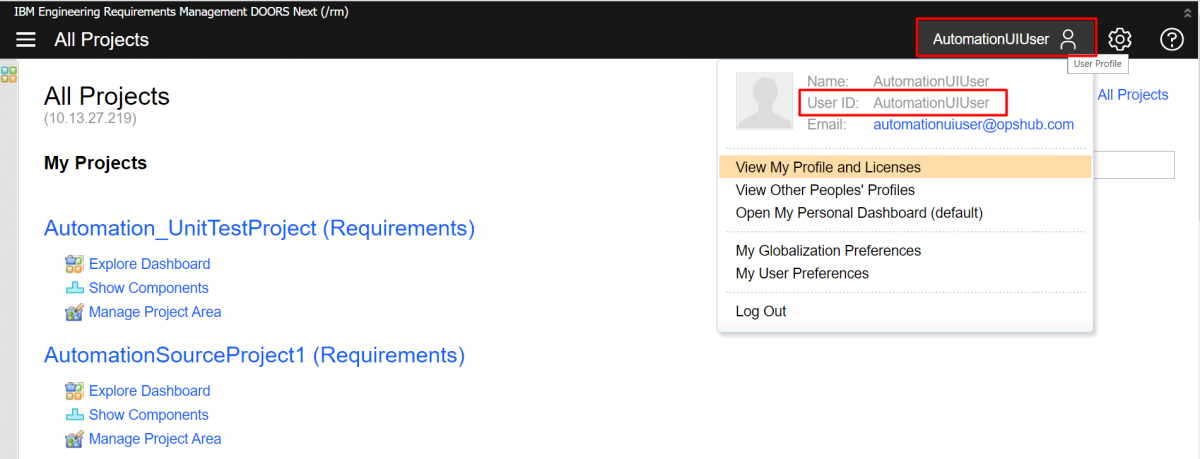 IBM Engineering Requirements Management DOORS Next (/rm)
All Projects
AutomationUIUser
User Profile
All Projects
(10.13.27.219)
Name: AutomationUIUser
User ID: AutomationUIUser
Email: automationuiuser@opshub.com
All Projects
My Projects
View My Profile and Licenses
View Other Peoples' Profiles
Open My Personal Dashboard (default)
My Globalization Preferences
My User Preferences
Log Out
Automation_UnitTestProject (Requirements)
Explore Dashboard
Show Components
Manage Project Area
AutomationSourceProject1 (Requirements)
Explore Dashboard
Show Components
Manage Project Area